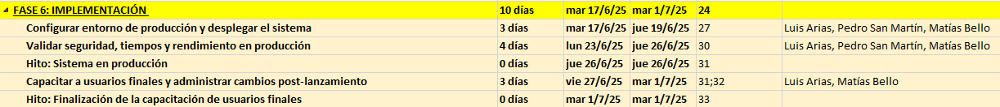 FASE 6: IMPLEMENTACIÓN 10 días mar 17/6/25 mar 1/7/25 24
Configurar entorno de producción y desplegar el sistema 3 días mar 17/6/25 jue 19/6/25 27 Luis Arias, Pedro San Martín, Matías Bello
Validar seguridad, tiempos y rendimiento en producción 4 días lun 23/6/25 jue 26/6/25 30 Luis Arias, Pedro San Martín, Matías Bello
Hito: Sistema en producción 0 días jue 26/6/25 jue 26/6/25 31
Capacitar a usuarios finales y administrar cambios post-lanzamiento 3 días vie 27/6/25 mar 1/7/25 31;32 Luis Arias, Matías Bello
Hito: Finalización de la capacitación de usuarios finales 0 días mar 1/7/25 mar 1/7/25 33